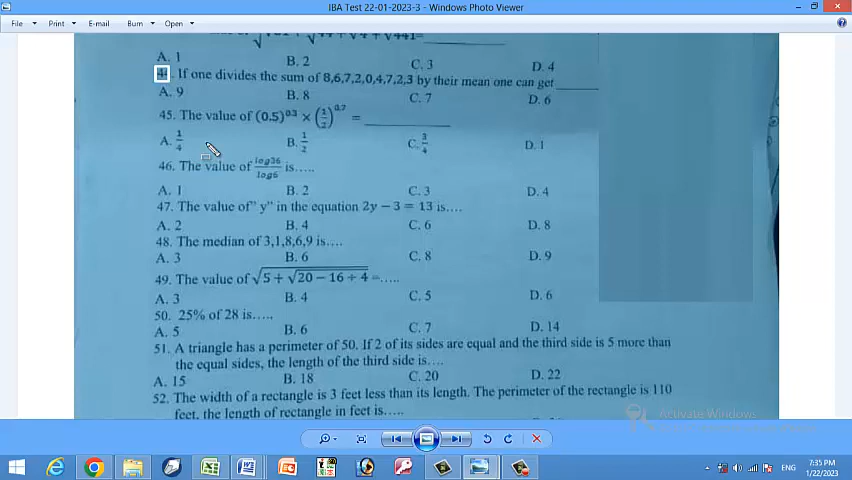 IBA Test 22-01-2023-3 - Windows Photo Viewer
File Print E-mail Burn Open
A. 1 B. 2 C. 3 D. 4
4 . If one divides the sum of 8,6,7,2,0,4,7,2,3 by their mean one can get______
A. 9 B. 8 C. 7 D. 6
45. The value of (0.5)^0.3 × (1/2)^0.7 = ____________
A. 1/4 B. 1/2 C. 3/4 D. 1
46. The value of log36/log6 is.....
A. 1 B. 2 C. 3 D. 4
47. The value of" y" in the equation 2y − 3 = 13 is....
A. 2 B. 4 C. 6 D. 8
48. The median of 3,1,8,6,9 is....
A. 3 B. 6 C. 8 D. 9
49. The value of √5 + √20 − 16 ÷ 4 =.....
A. 3 B. 4 C. 5 D. 6
50. 25% of 28 is.....
A. 5 B. 6 C. 7 D. 14
51. A triangle has a perimeter of 50. If 2 of its sides are equal and the third side is 5 more than
the equal sides, the length of the third side is....
A. 15 B. 18 C. 20 D. 22
52. The width of a rectangle is 3 feet less than its length. The perimeter of the rectangle is 110
feet, the length of rectangle in feet is.....
Activate Windows
ENG 7:35 PM
1/22/2023